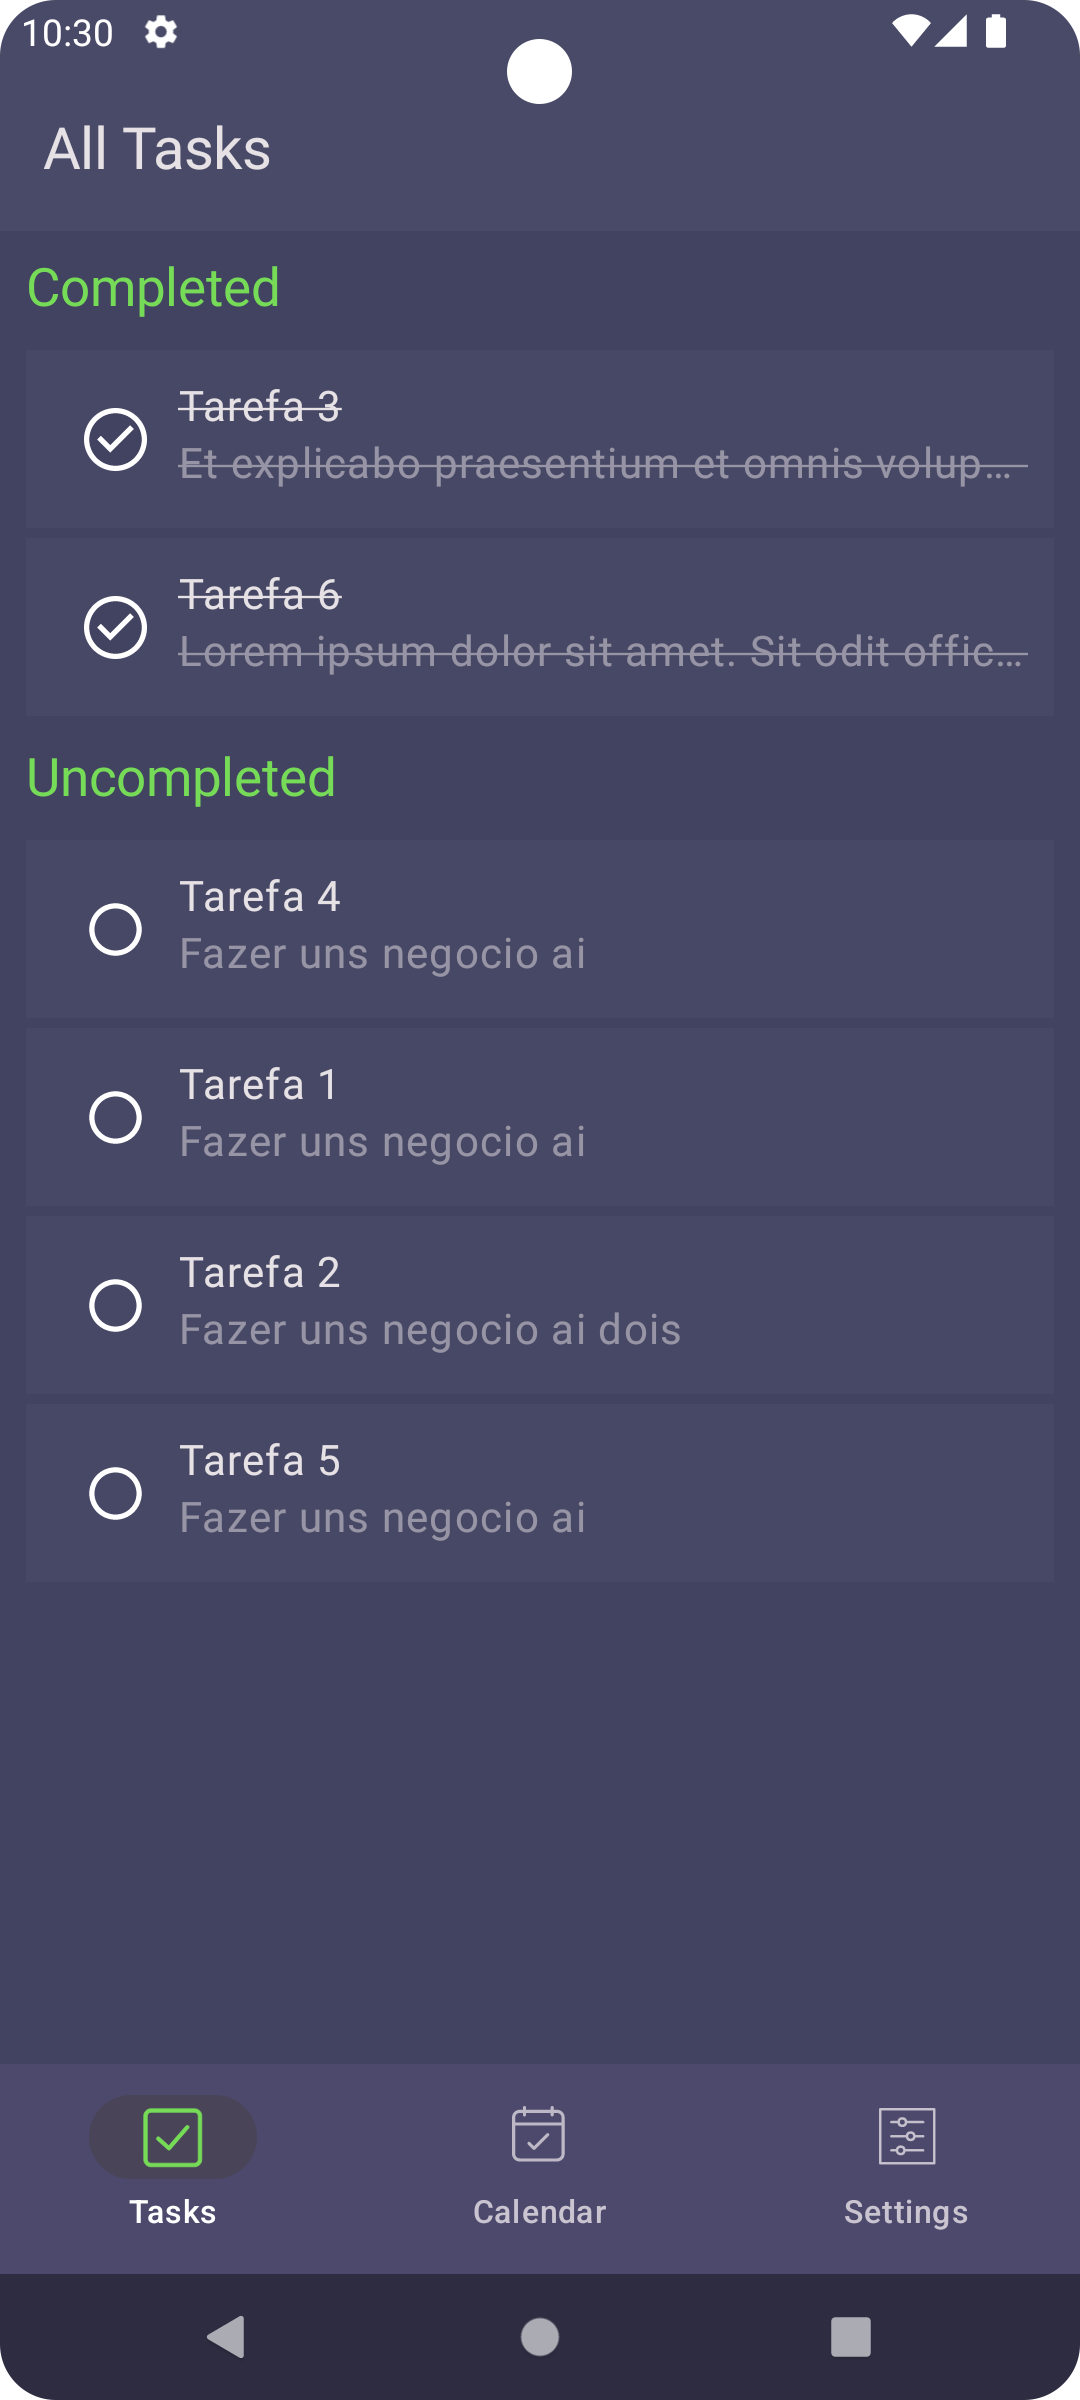 10:30
All Tasks
Completed
Tarefa 3
Et explicabo praesentium et omnis volup...
Tarefa 6
Lorem ipsum dolor sit amet. Sit odit offic...
Uncompleted
Tarefa 4
Fazer uns negocio ai
Tarefa 1
Fazer uns negocio ai
Tarefa 2
Fazer uns negocio ai dois
Tarefa 5
Fazer uns negocio ai
Tasks Calendar Settings